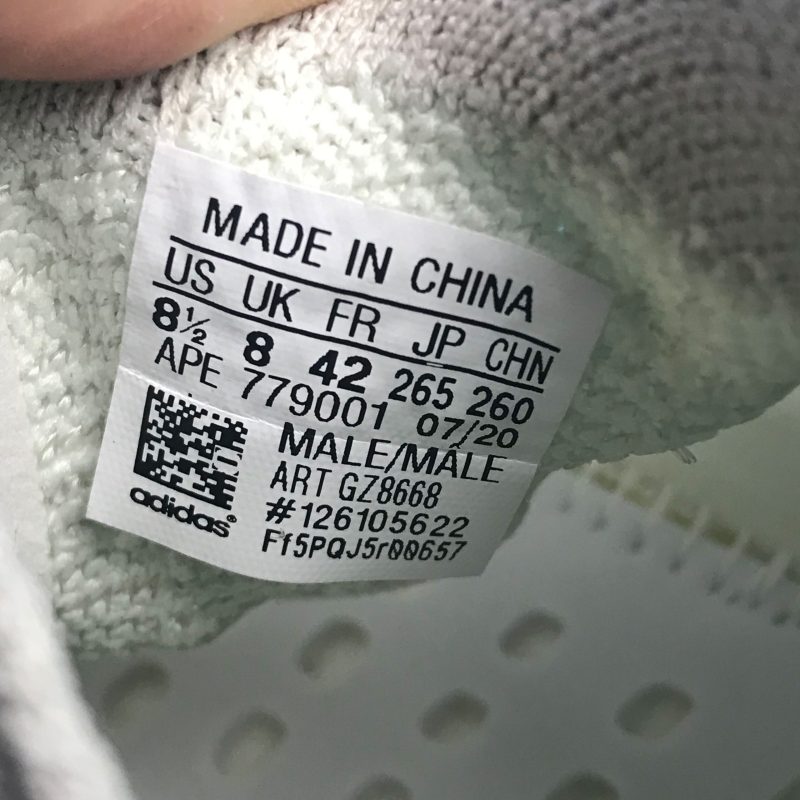 MADE IN CHINA
US UK FR JP CHN
8½ 8 42 265 260
APE 779001 07/20
MALE/MÂLE
ART GZ8668
#126105622
Ff5PQJ5r00657
adidas®